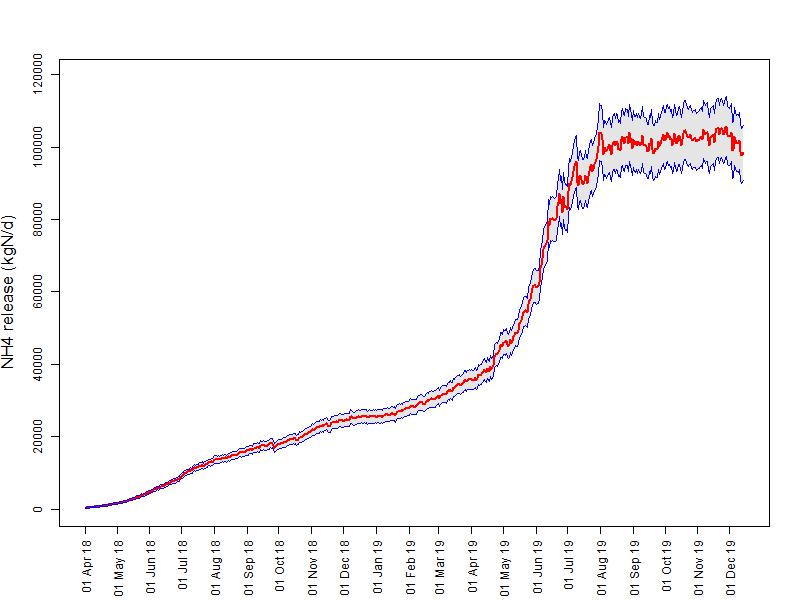 NH4 release (kgN/d)
120000
100000
80000
60000
40000
20000
0
01 Apr 18
01 May 18
01 Jun 18
01 Jul 18
01 Aug 18
01 Sep 18
01 Oct 18
01 Nov 18
01 Dec 18
01 Jan 19
01 Feb 19
01 Mar 19
01 Apr 19
01 May 19
01 Jun 19
01 Jul 19
01 Aug 19
01 Sep 19
01 Oct 19
01 Nov 19
01 Dec 19